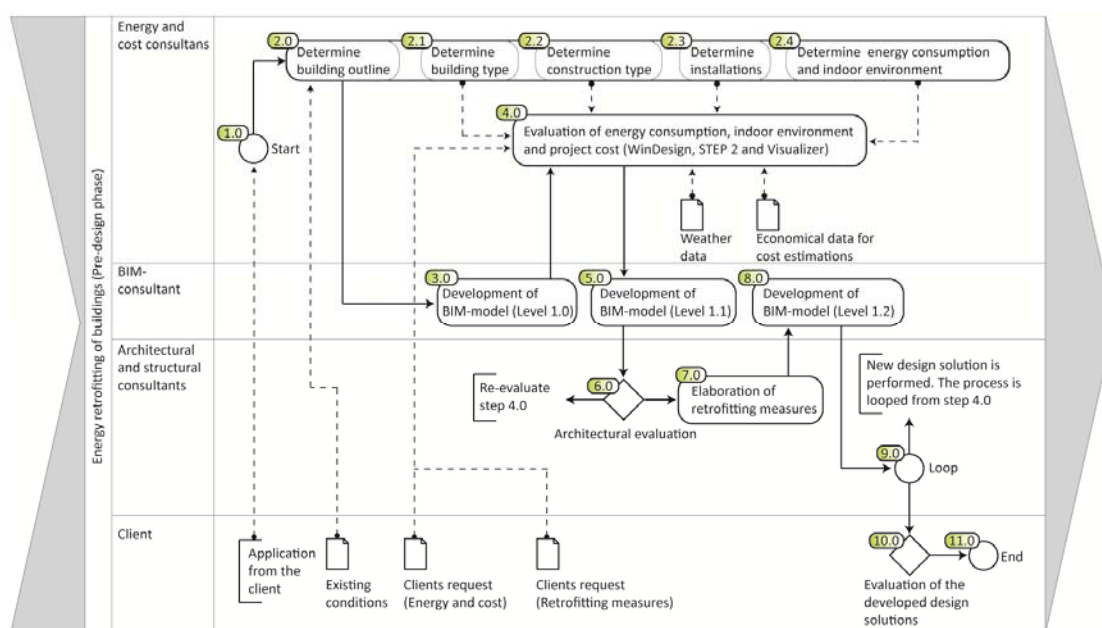 Energy retrofitting of buildings (Pre-design phase)
Energy and
cost consultans
2.0
Determine
building outline
2.1
Determine
building type
2.2
Determine
construction type
2.3
Determine
installations
2.4
Determine energy consumption
and indoor environment
1.0
Start
4.0
Evaluation of energy consumption, indoor environment
and project cost (WinDesign, STEP 2 and Visualizer)
Weather
data
Economical data for
cost estimations
BIM-
consultant
3.0
Development of
BIM-model (Level 1.0)
5.0
Development of
BIM-model (Level 1.1)
8.0
Development of
BIM-model (Level 1.2)
Architectural
and structural
consultants
Re-evaluate
step 4.0
6.0
Architectural evaluation
7.0
Elaboration of
retrofitting measures
New design solution is
performed. The process is
looped from step 4.0
9.0
Loop
Client
Application
from the
client
Existing
conditions
Clients request
(Energy and cost)
Clients request
(Retrofitting measures)
10.0
11.0
End
Evaluation of the
developed design
solutions